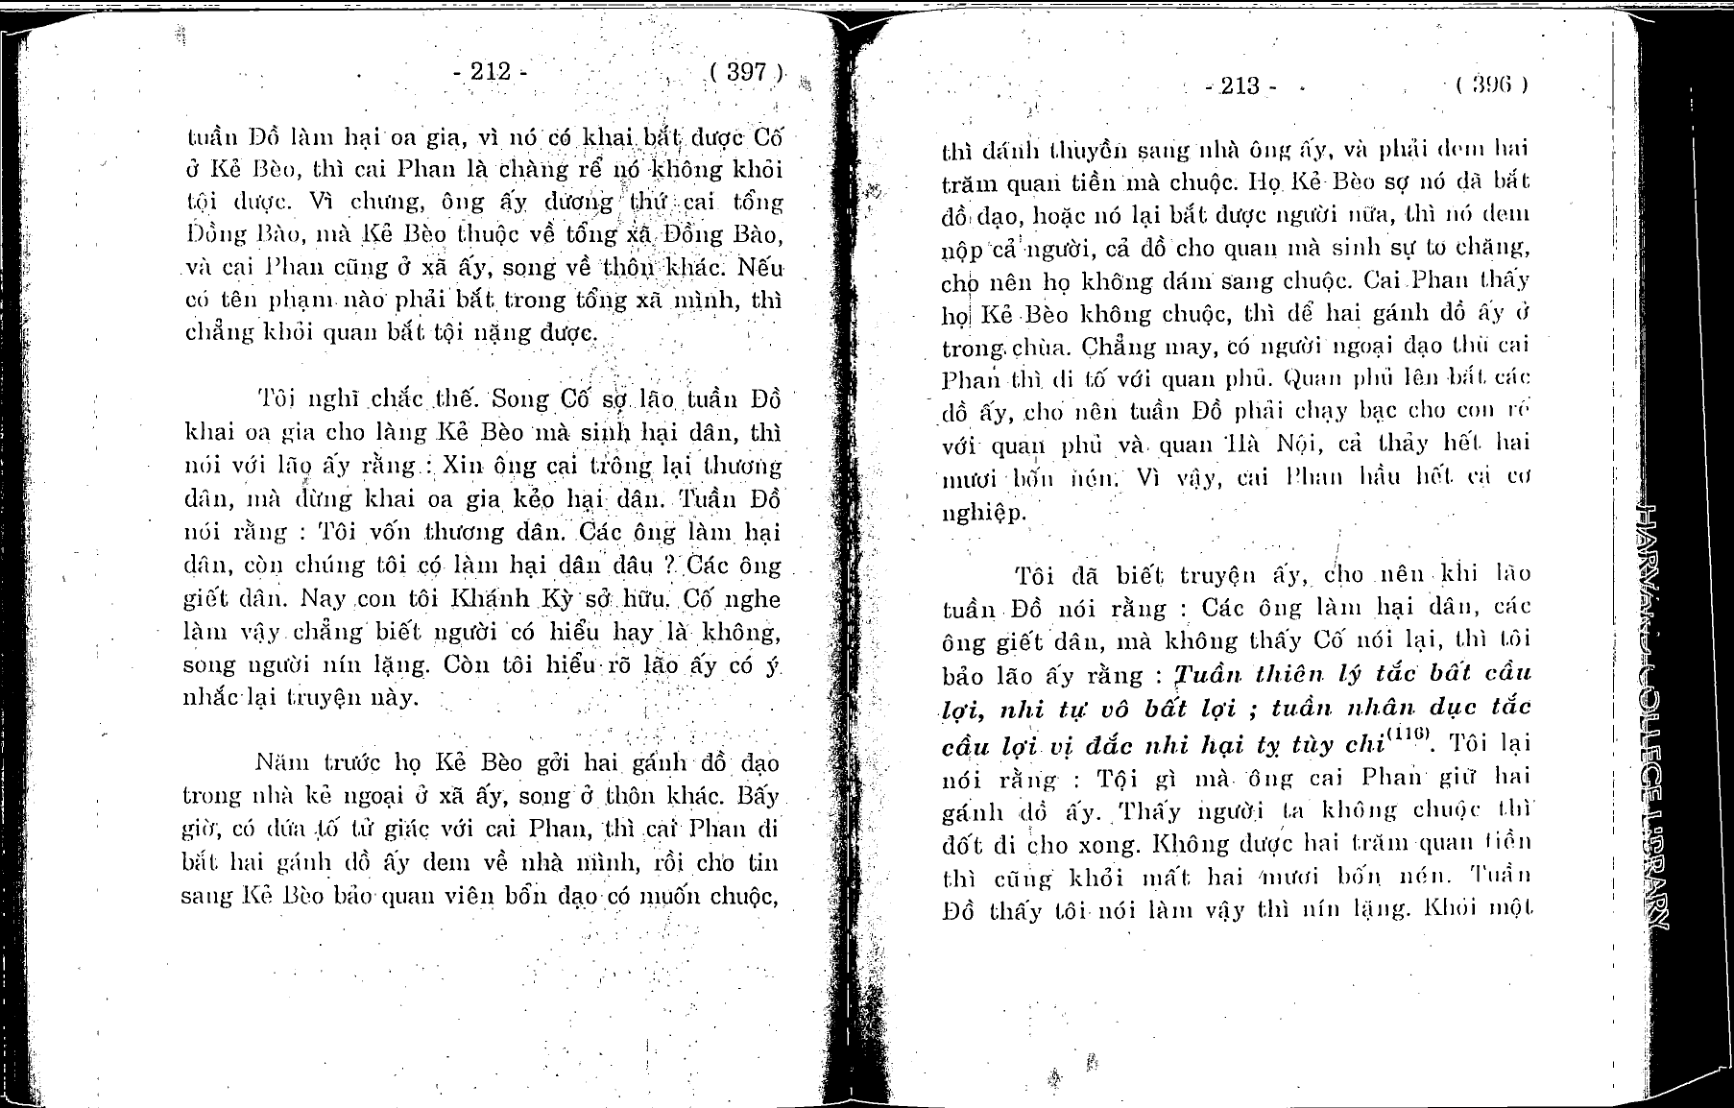 - 212 -
( 397 )
tuần Đồ làm hại oa gia, vì nó có khai bắt được Cố
ở Kẻ Bèo, thì cai Phan là chàng rể nó không khỏi
tội được. Vì chưng, ông ấy đương thứ cai tổng
Đồng Bào, mà Kẻ Bèo thuộc về tổng xã Đồng Bào,
và cai Phan cũng ở xã ấy, song về thôn khác. Nếu
có tên phạm nào phải bắt trong tổng xã mình, thì
chẳng khỏi quan bắt tội nặng được.
Tôi nghĩ chắc thế. Song Cố sợ lão tuần Đồ
khai oa gia cho làng Kẻ Bèo mà sinh hại dân, thì
nói với lão ấy rằng : Xin ông cai trông lại thương
dân, mà đừng khai oa gia kẻo hại dân. Tuần Đồ
nói rằng : Tôi vốn thương dân. Các ông làm hại
dân, còn chúng tôi có làm hại dân đâu ? Các ông
giết dân. Nay con tôi Khánh Kỳ sở hữu. Cố nghe
làm vậy chẳng biết người có hiểu hay là không,
song người nín lặng. Còn tôi hiểu rõ lão ấy có ý
nhắc lại truyện này.
Năm trước họ Kẻ Bèo gởi hai gánh đồ đạo
trong nhà kẻ ngoại ở xã ấy, song ở thôn khác. Bấy
giờ, có đứa tố tử giác với cai Phan, thì cai Phan đi
bắt hai gánh đồ ấy đem về nhà mình, rồi cho tin
sang Kẻ Bèo bảo quan viên bổn đạo có muốn chuộc,
- 213 -
( 396 )
thì đánh thuyền sang nhà ông ấy, và phải đem hai
trăm quan tiền mà chuộc. Họ Kẻ Bèo sợ nó đã bắt
đồ đạo, hoặc nó lại bắt được người nữa, thì nó đem
nộp cả người, cả đồ cho quan mà sinh sự to chăng,
cho nên họ không dám sang chuộc. Cai Phan thấy
họ Kẻ Bèo không chuộc, thì để hai gánh đồ ấy ở
trong chùa. Chẳng may, có người ngoại đạo thù cai
Phan thì đi tố với quan phủ. Quan phủ lên bắt các
đồ ấy, cho nên tuần Đồ phải chạy bạc cho con rể
với quan phủ và quan Hà Nội, cả thảy hết hai
mươi bốn nén. Vì vậy, cai Phan hầu hết cả cơ
nghiệp.
Tôi đã biết truyện ấy, cho nên khi lão
tuần Đồ nói rằng : Các ông làm hại dân, các
ông giết dân, mà không thấy Cố nói lại, thì tôi
bảo lão ấy rằng : Tuần thiên lý tắc bất cầu
lợi, nhi tự vô bất lợi ; tuần nhân dục tắc
cầu lợi vị đắc nhi hại tỵ tùy chi(116). Tôi lại
nói rằng : Tội gì mà ông cai Phan giữ hai
gánh đồ ấy. Thấy người ta không chuộc thì
đốt đi cho xong. Không được hai trăm quan tiền
thì cũng khỏi mất hai mươi bốn nén. Tuần
Đồ thấy tôi nói làm vậy thì nín lặng. Khỏi một
HARVARD COLLEGE LIBRARY